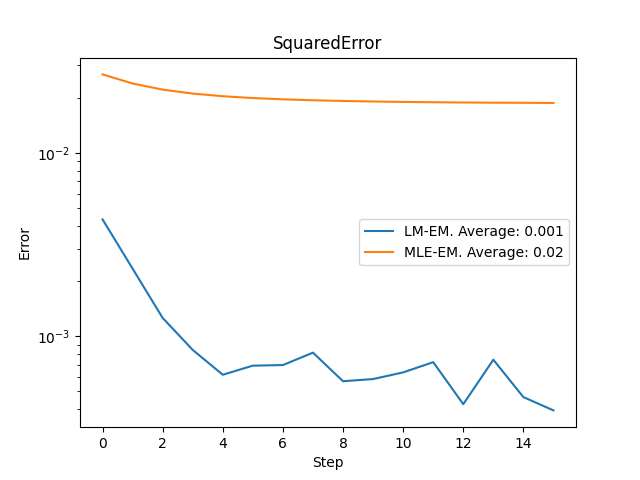 SquaredError
Error
10⁻²
10⁻³
LM-EM. Average: 0.001
MLE-EM. Average: 0.02
0 2 4 6 8 10 12 14
Step